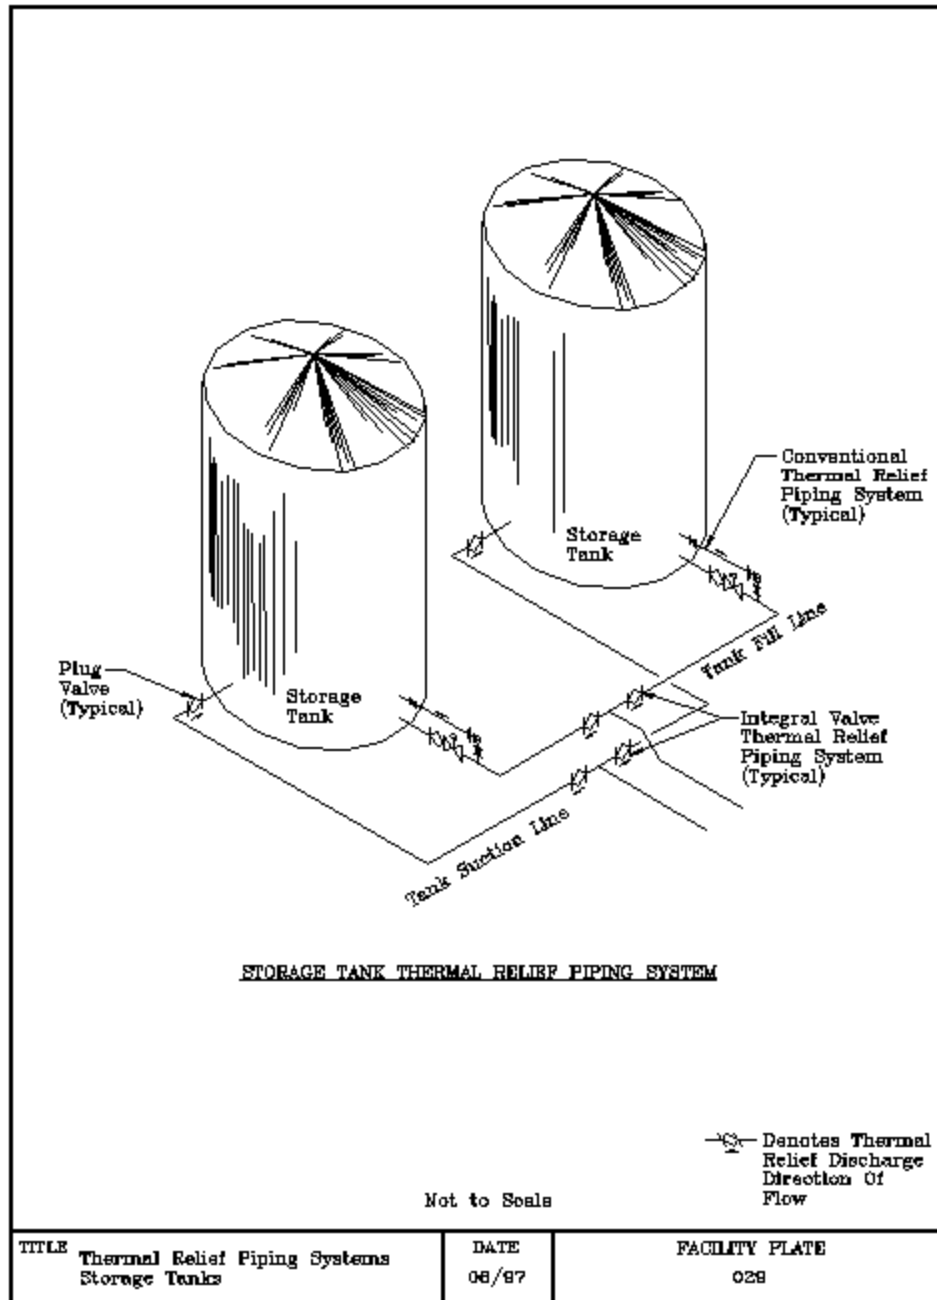 Conventional
Thermal Relief
Piping System
(Typical)
Storage
Tank
Tank Fill Line
Plug
Valve
(Typical)
Storage
Tank
Integral Valve
Thermal Relief
Piping System
(Typical)
Tank Suction Line
STORAGE TANK THERMAL RELIEF PIPING SYSTEM
Denotes Thermal
Relief Discharge
Direction Of
Flow
Not to Scale
TITLE
Thermal Relief Piping Systems
Storage Tanks
DATE
06/97
FACILITY PLATE
029